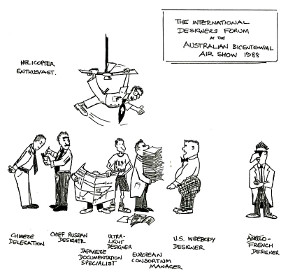 THE INTERNATIONAL
DESIGNERS FORUM
at the
AUSTRALIAN BICENTENNIAL
AIR SHOW 1988
HELICOPTER
ENTHUSIAST.
CHINESE
DELEGATION
CHIEF RUSSIAN
DESIGNER
JAPANESE
DOCUMENTATION
SPECIALIST
ULTRA-
LIGHT
DESIGNER
EUROPEAN
CONSORTIUM
MANAGER
U.S. WIDEBODY
DESIGNER
ANGLO-
FRENCH
DESIGNER